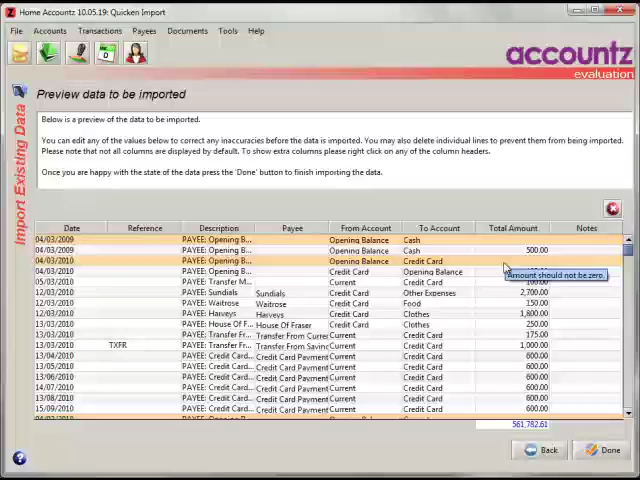 Home Accountz 10.05.19: Quicken Import
File Accounts Transactions Payees Documents Tools Help
accountz
evaluation
Import Existing Data
Preview data to be imported
Below is a preview of the data to be imported.
You can edit any of the values below to correct any inaccuracies before the data is imported. You may also delete individual lines to prevent them from being imported.
Please note that not all columns are displayed by default. To show extra columns please right click on any of the column headers.
Once you are happy with the state of the data press the 'Done' button to finish importing the data.
Date Reference Description Payee From Account To Account Total Amount Notes
04/03/2009 PAYEE: Opening B... Opening Balance Cash
04/03/2009 PAYEE: Opening B... Opening Balance Cash 500.00
04/03/2010 PAYEE: Opening B... Opening Balance Credit Card
04/03/2010 PAYEE: Opening B... Credit Card Opening Balance
Amount should not be zero.
05/03/2010 PAYEE: Transfer M... Current Credit Card
12/03/2010 PAYEE: Sundials Sundials Credit Card Other Expenses 2,700.00
12/03/2010 PAYEE: Waitrose Waitrose Credit Card Food 150.00
12/03/2010 PAYEE: Harveys Harveys Credit Card Clothes 1,800.00
13/03/2010 PAYEE: House Of F... House Of Fraser Credit Card Clothes 250.00
13/03/2010 PAYEE: Transfer Fr... Transfer From Curre Current Credit Card 175.00
13/03/2010 TXFR PAYEE: Transfer Fr... Transfer From Savin Current Credit Card 1,000.00
13/04/2010 PAYEE: Credit Card... Credit Card Payment Current Credit Card 600.00
13/05/2010 PAYEE: Credit Card... Credit Card Payment Current Credit Card 600.00
13/06/2010 PAYEE: Credit Card... Credit Card Payment Current Credit Card 600.00
13/07/2010 PAYEE: Credit Card... Credit Card Payment Current Credit Card 600.00
14/08/2010 PAYEE: Credit Card... Credit Card Payment Current Credit Card 600.00
15/09/2010 PAYEE: Credit Card... Credit Card Payment Current Credit Card 600.00
561,782.61
Back Done